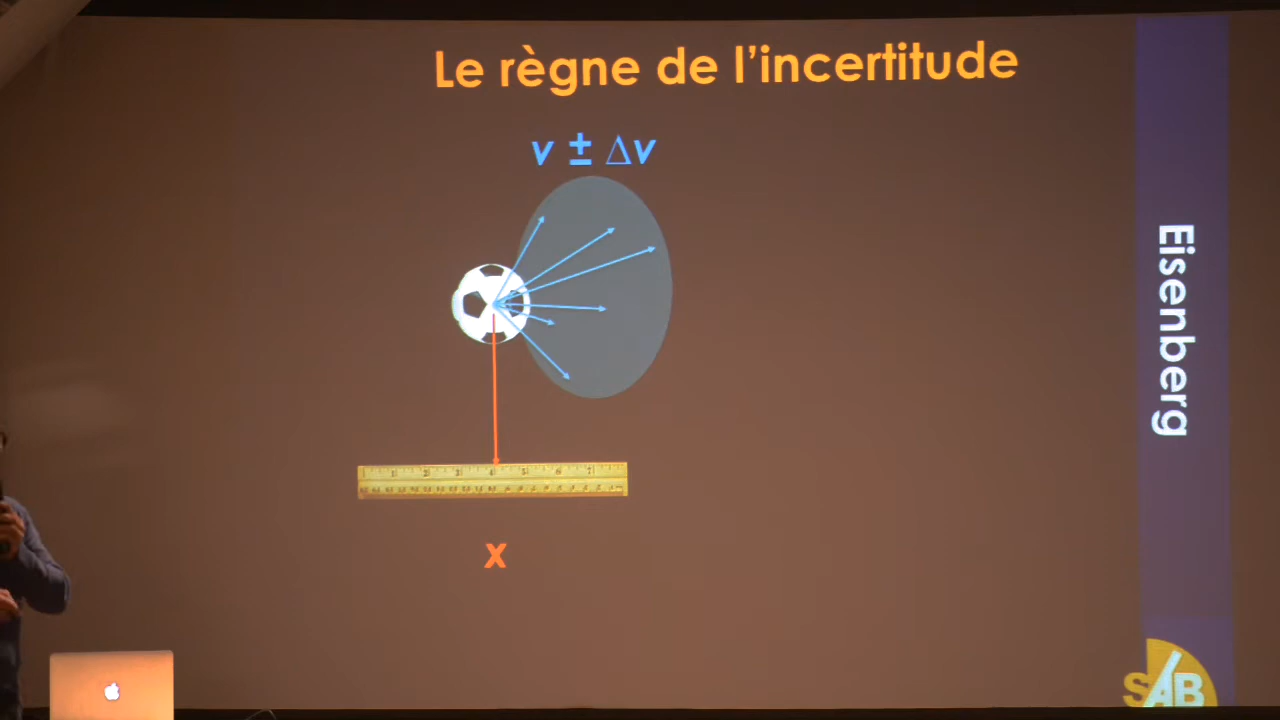 Le règne de l'incertitude
v ± Δv
x
Eisenberg
SAB